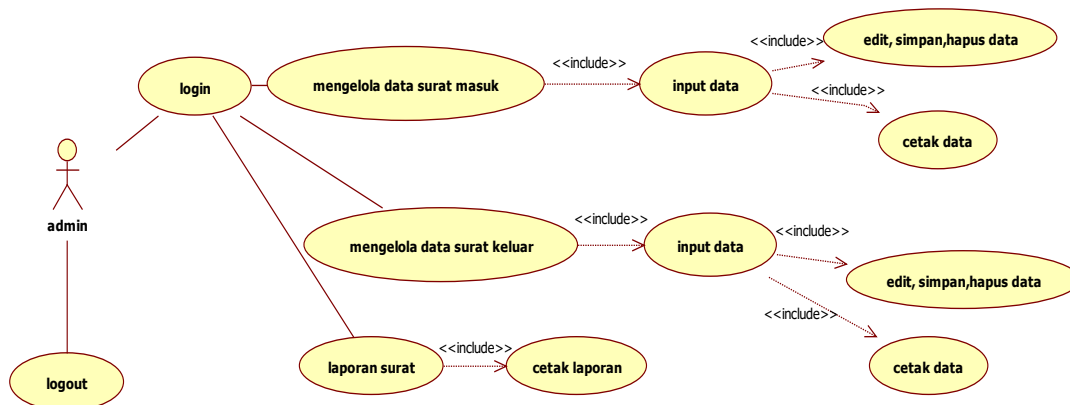 <<include>>
edit, simpan,hapus data
login
mengelola data surat masuk
<<include>>
input data
<<include>>
cetak data
admin
mengelola data surat keluar
<<include>>
input data
<<include>>
edit, simpan,hapus data
<<include>>
laporan surat
<<include>>
cetak laporan
cetak data
logout